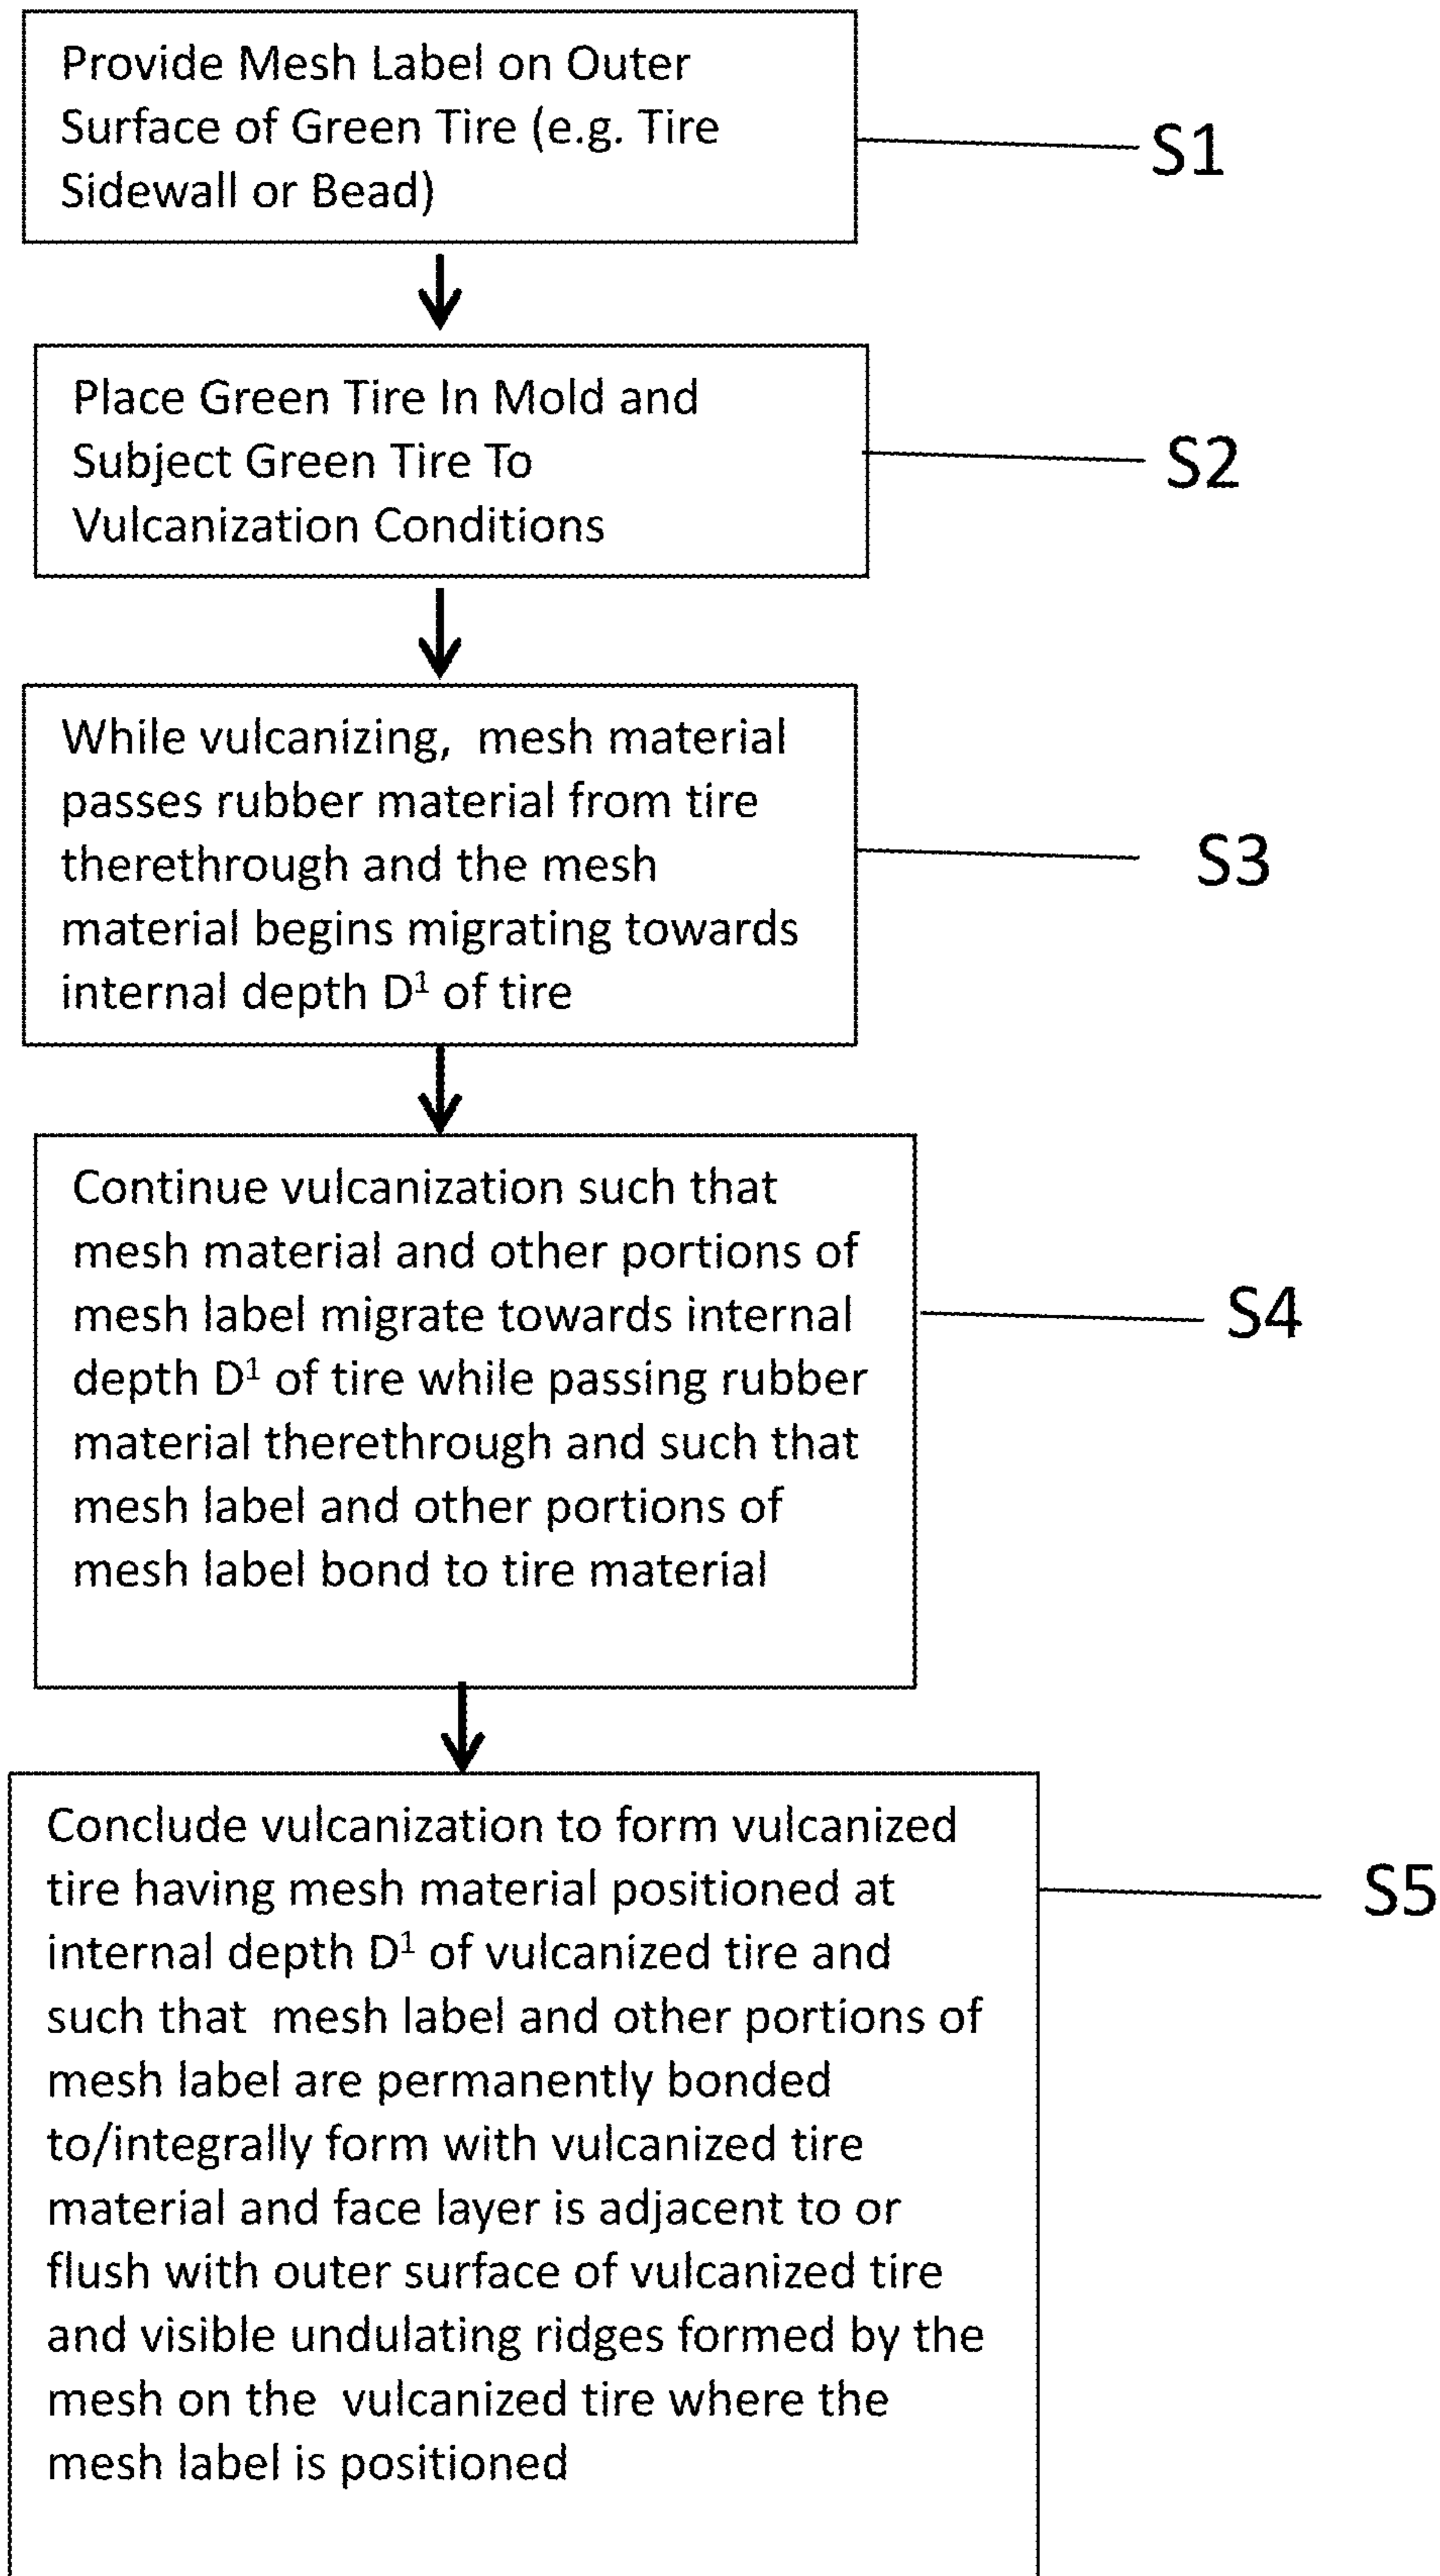 Provide Mesh Label on Outer
Surface of Green Tire (e.g. Tire
Sidewall or Bead)
S1
Place Green Tire In Mold and
Subject Green Tire To
Vulcanization Conditions
S2
While vulcanizing, mesh material
passes rubber material from tire
therethrough and the mesh
material begins migrating towards
internal depth D¹ of tire
S3
Continue vulcanization such that
mesh material and other portions of
mesh label migrate towards internal
depth D¹ of tire while passing rubber
material therethrough and such that
mesh label and other portions of
mesh label bond to tire material
S4
Conclude vulcanization to form vulcanized
tire having mesh material positioned at
internal depth D¹ of vulcanized tire and
such that mesh label and other portions of
mesh label are permanently bonded
to/integrally form with vulcanized tire
material and face layer is adjacent to or
flush with outer surface of vulcanized tire
and visible undulating ridges formed by the
mesh on the vulcanized tire where the
mesh label is positioned
S5